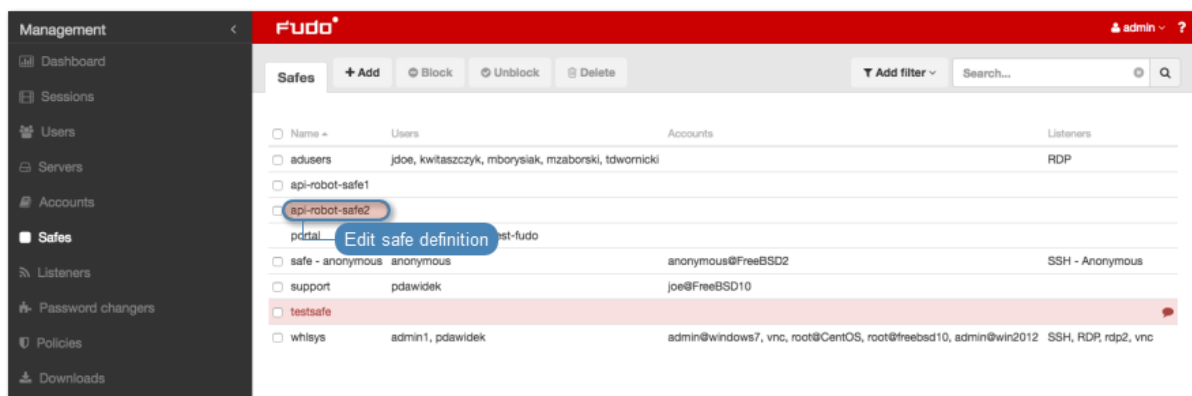 Management <
FUDO
admin
?
Dashboard
Sessions
Users
Servers
Accounts
Safes
Listeners
Password changers
Policies
Downloads
Safes + Add Block Unblock Delete Add filter Search...
Name Users Accounts Listeners
adusers jdoe, kwitaszczyk, mborysiak, mzaborski, tdwornicki RDP
api-robot-safe1
api-robot-safe2
Edit safe definition
portal est-fudo
safe - anonymous anonymous anonymous@FreeBSD2 SSH - Anonymous
support pdawidek joe@FreeBSD10
testsafe
whlsys admin1, pdawidek admin@windows7, vnc, root@CentOS, root@freebsd10, admin@win2012 SSH, RDP, rdp2, vnc